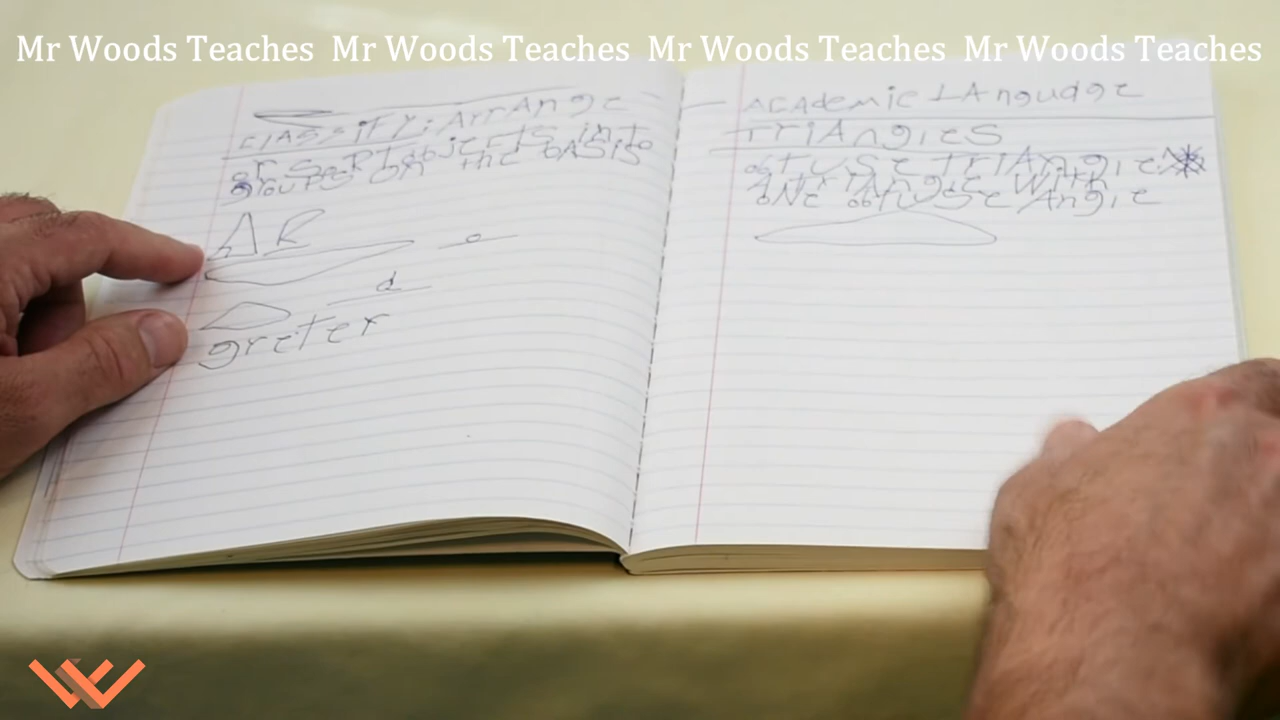 Mr Woods Teaches Mr Woods Teaches Mr Woods Teaches Mr Woods Teaches
CLASSIFY: ArrAnge
or SepRt objects into
groups on the bASIS
greter
AcAdemic LAnguage
TriAngles
obtuse TriAngle
A triangle with
oNe obtuse Angle